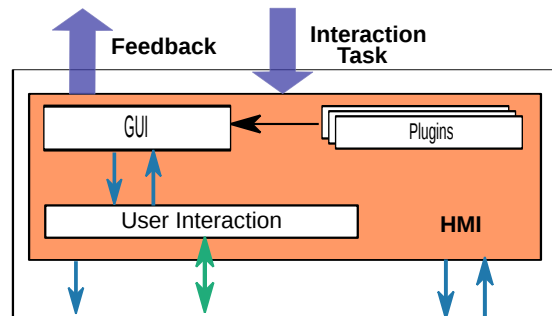 Feedback
Interaction
Task
GUI
Plugins
User Interaction
HMI